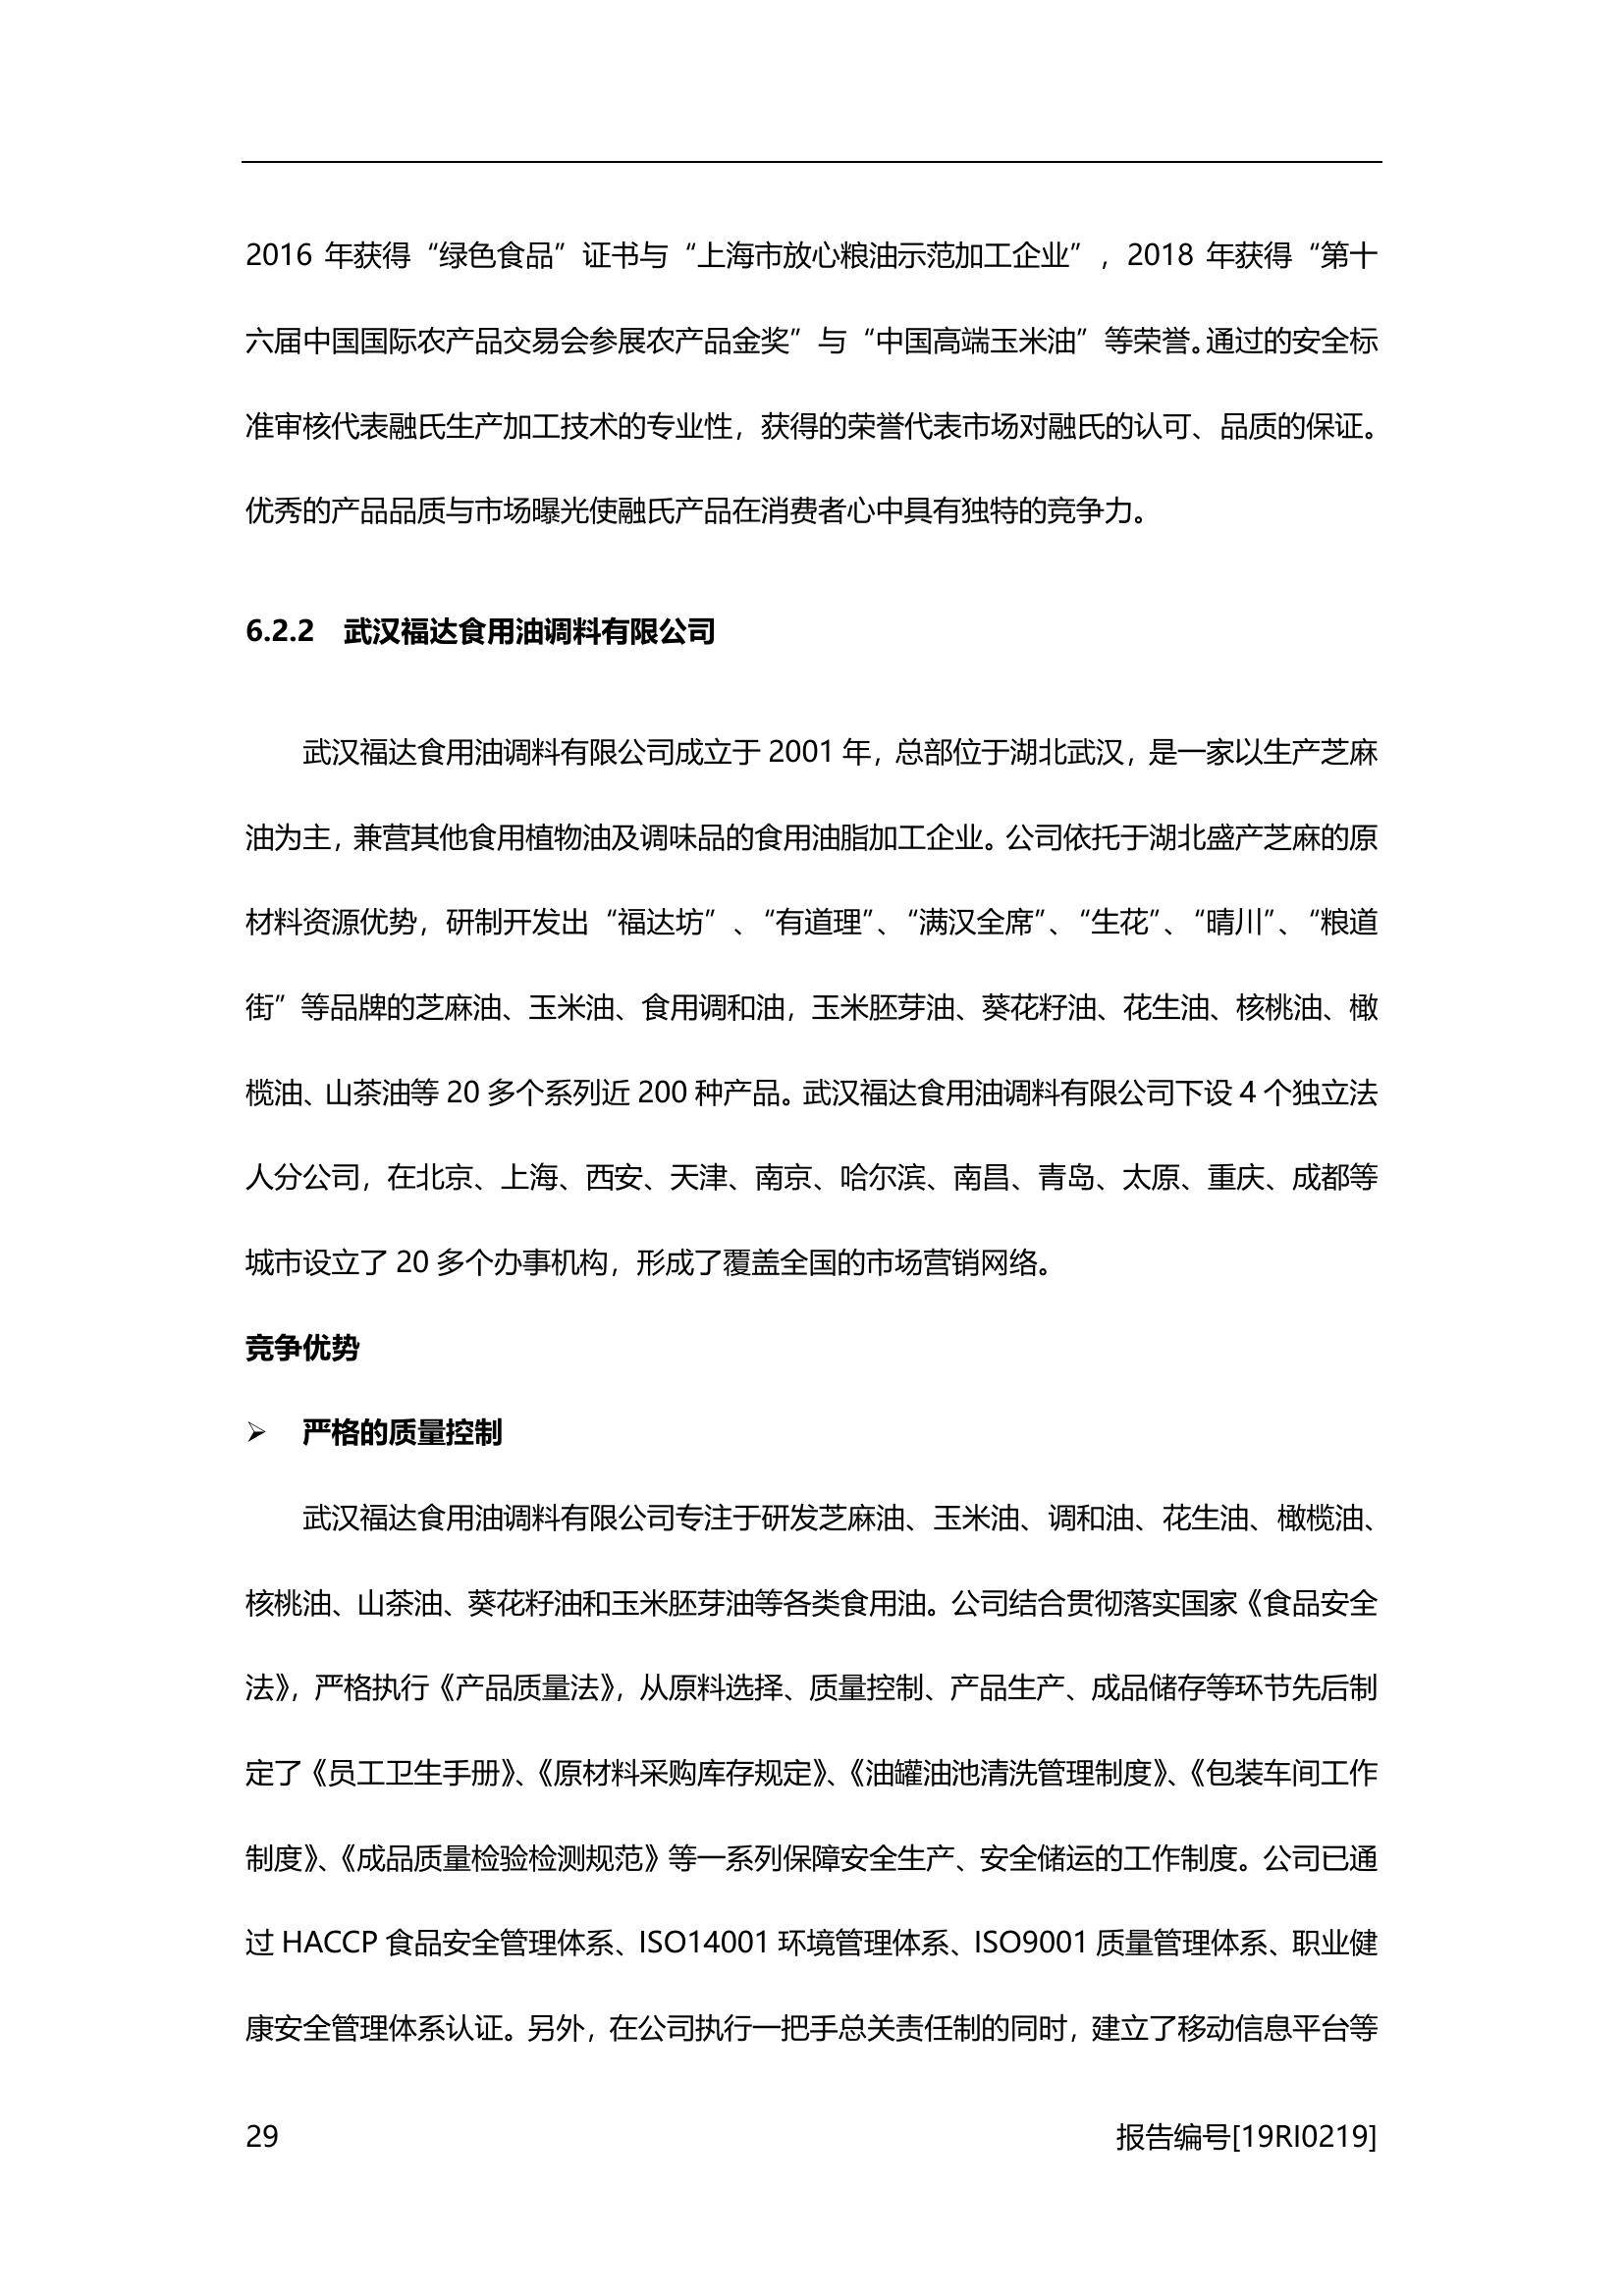 2016 年获得“绿色食品”证书与“上海市放心粮油示范加工企业”，2018 年获得“第十
六届中国国际农产品交易会参展农产品金奖”与“中国高端玉米油”等荣誉。通过的安全标
准审核代表融氏生产加工技术的专业性，获得的荣誉代表市场对融氏的认可、品质的保证。
优秀的产品品质与市场曝光使融氏产品在消费者心中具有独特的竞争力。
6.2.2 武汉福达食用油调料有限公司
武汉福达食用油调料有限公司成立于 2001 年，总部位于湖北武汉，是一家以生产芝麻
油为主，兼营其他食用植物油及调味品的食用油脂加工企业。公司依托于湖北盛产芝麻的原
材料资源优势，研制开发出“福达坊”、“有道理”、“满汉全席”、“生花”、“晴川”、“粮道
街”等品牌的芝麻油、玉米油、食用调和油，玉米胚芽油、葵花籽油、花生油、核桃油、橄
榄油、山茶油等 20 多个系列近 200 种产品。武汉福达食用油调料有限公司下设 4 个独立法
人分公司，在北京、上海、西安、天津、南京、哈尔滨、南昌、青岛、太原、重庆、成都等
城市设立了 20 多个办事机构，形成了覆盖全国的市场营销网络。
竞争优势
➢ 严格的质量控制
武汉福达食用油调料有限公司专注于研发芝麻油、玉米油、调和油、花生油、橄榄油、
核桃油、山茶油、葵花籽油和玉米胚芽油等各类食用油。公司结合贯彻落实国家《食品安全
法》，严格执行《产品质量法》，从原料选择、质量控制、产品生产、成品储存等环节先后制
定了《员工卫生手册》、《原材料采购库存规定》、《油罐油池清洗管理制度》、《包装车间工作
制度》、《成品质量检验检测规范》等一系列保障安全生产、安全储运的工作制度。公司已通
过 HACCP 食品安全管理体系、ISO14001 环境管理体系、ISO9001 质量管理体系、职业健
康安全管理体系认证。另外，在公司执行一把手总关责任制的同时，建立了移动信息平台等
29 报告编号[19RI0219]